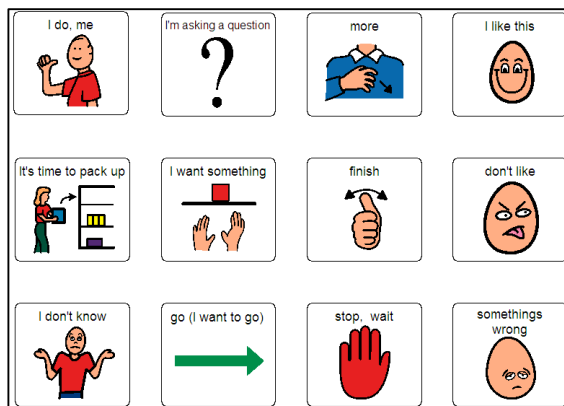 I do, me
I'm asking a question
more
I like this
It's time to pack up
I want something
finish
don't like
I don't know
go (I want to go)
stop, wait
somethings
wrong